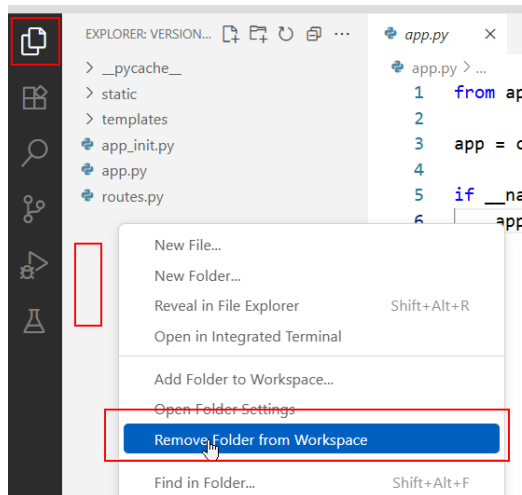 EXPLORER: VERSION... ...
app.py ×
> __pycache__
> static
> templates
app_init.py
app.py
routes.py
app.py > ...
1 from ap
2
3 app = c
4
5 if __na
6 app
New File...
New Folder...
Reveal in File Explorer Shift+Alt+R
Open in Integrated Terminal
Add Folder to Workspace...
Open Folder Settings
Remove Folder from Workspace
Find in Folder... Shift+Alt+F